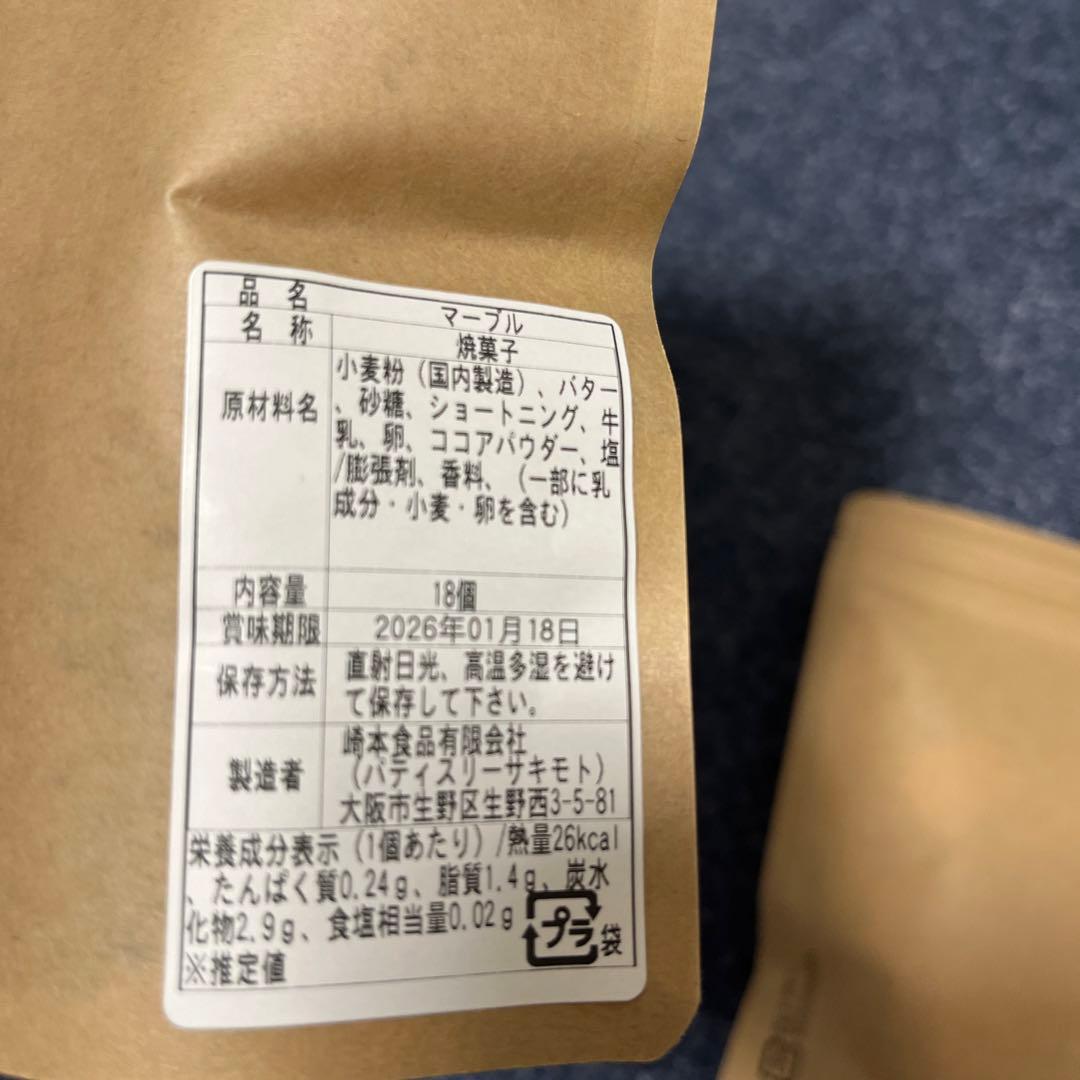 品 名 マーブル
名 称 焼菓子
原材料名 小麦粉（国内製造）、バター
、砂糖、ショートニング、牛
乳、卵、ココアパウダー、塩
/膨張剤、香料、（一部に乳
成分・小麦・卵を含む）
内容量 18個
賞味期限 2026年01月18日
保存方法 直射日光、高温多湿を避け
て保存して下さい。
製造者 崎本食品有限会社
（パティスリーサキモト）
大阪市生野区生野西3-5-81
栄養成分表示（1個あたり）/熱量26kcal
、たんぱく質0.24g、脂質1.4g、炭水
化物2.9g、食塩相当量0.02g
※推定値
プラ 袋